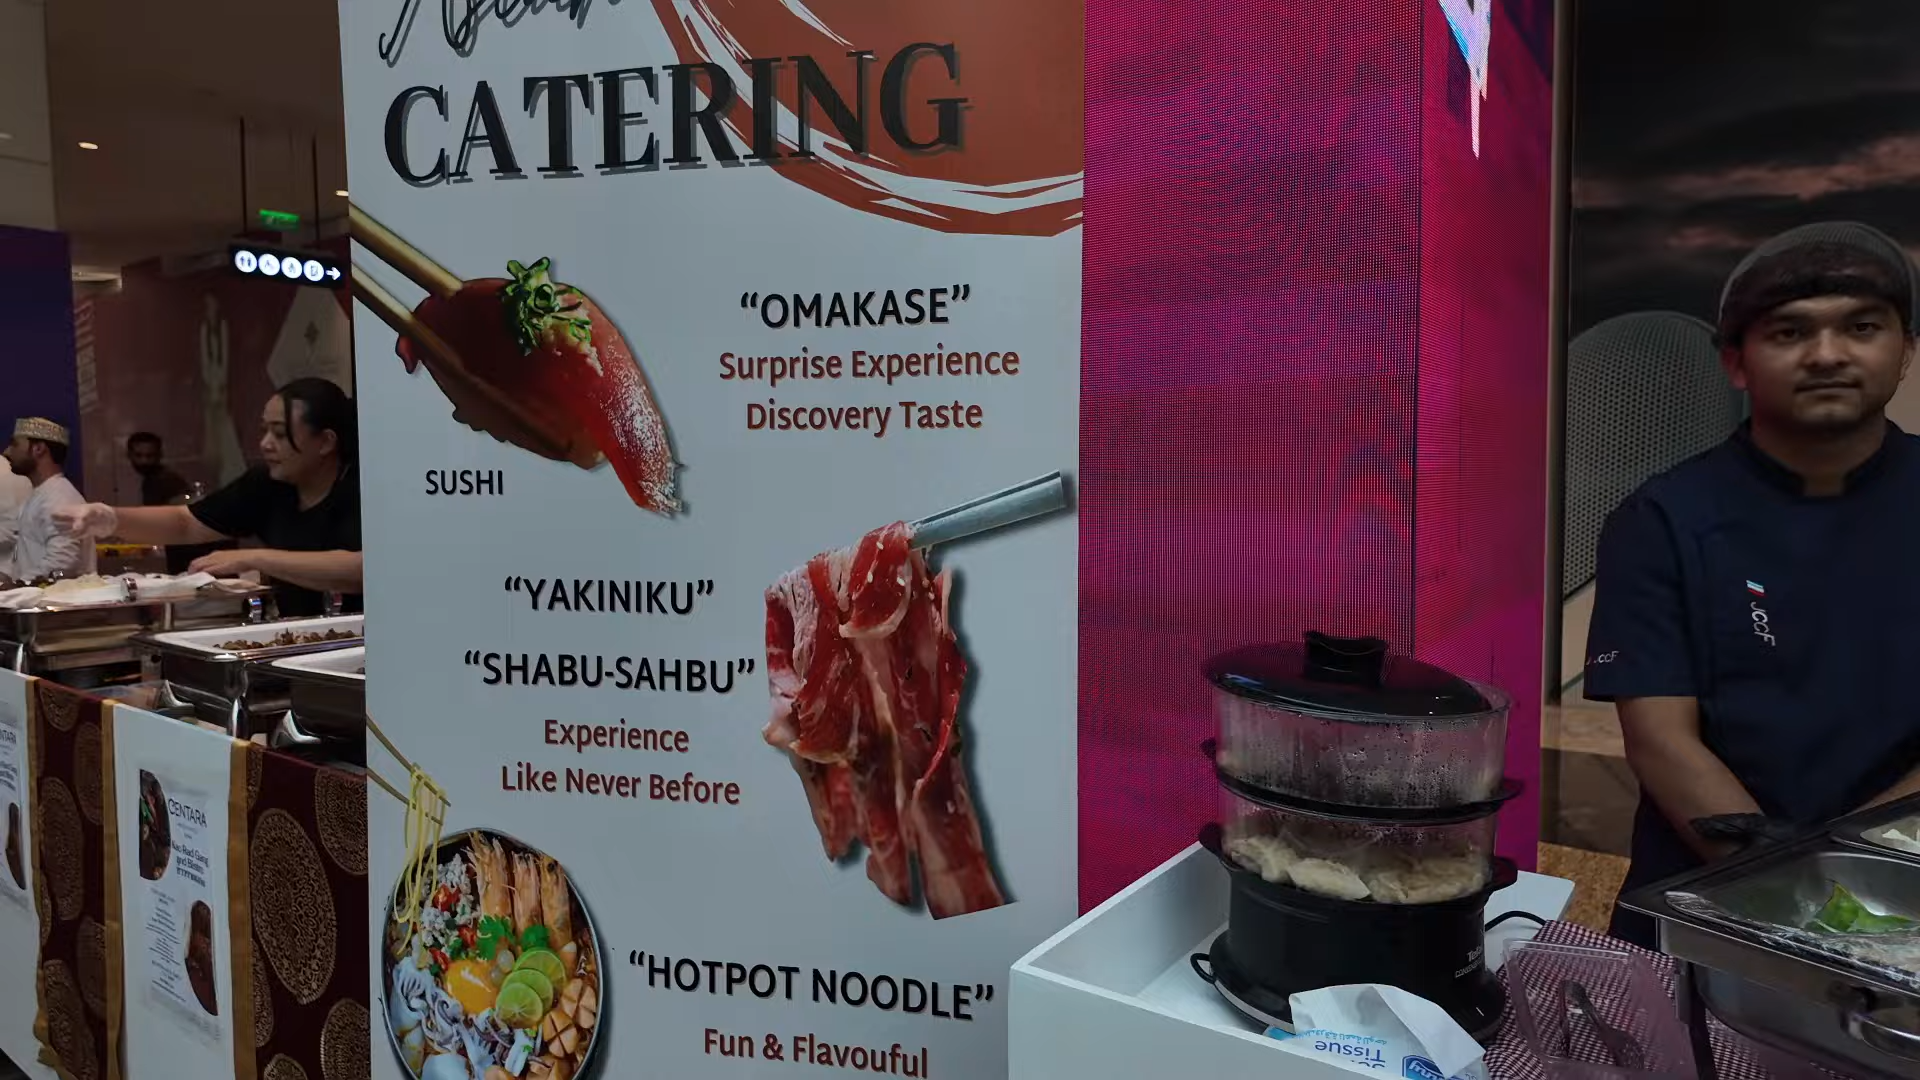 CATERING
"OMAKASE"
Surprise Experience
Discovery Taste
SUSHI
"YAKINIKU"
"SHABU-SAHBU"
Experience
Like Never Before
"HOTPOT NOODLE"
Fun & Flavouful
CENTARA
JCCF
Tissue